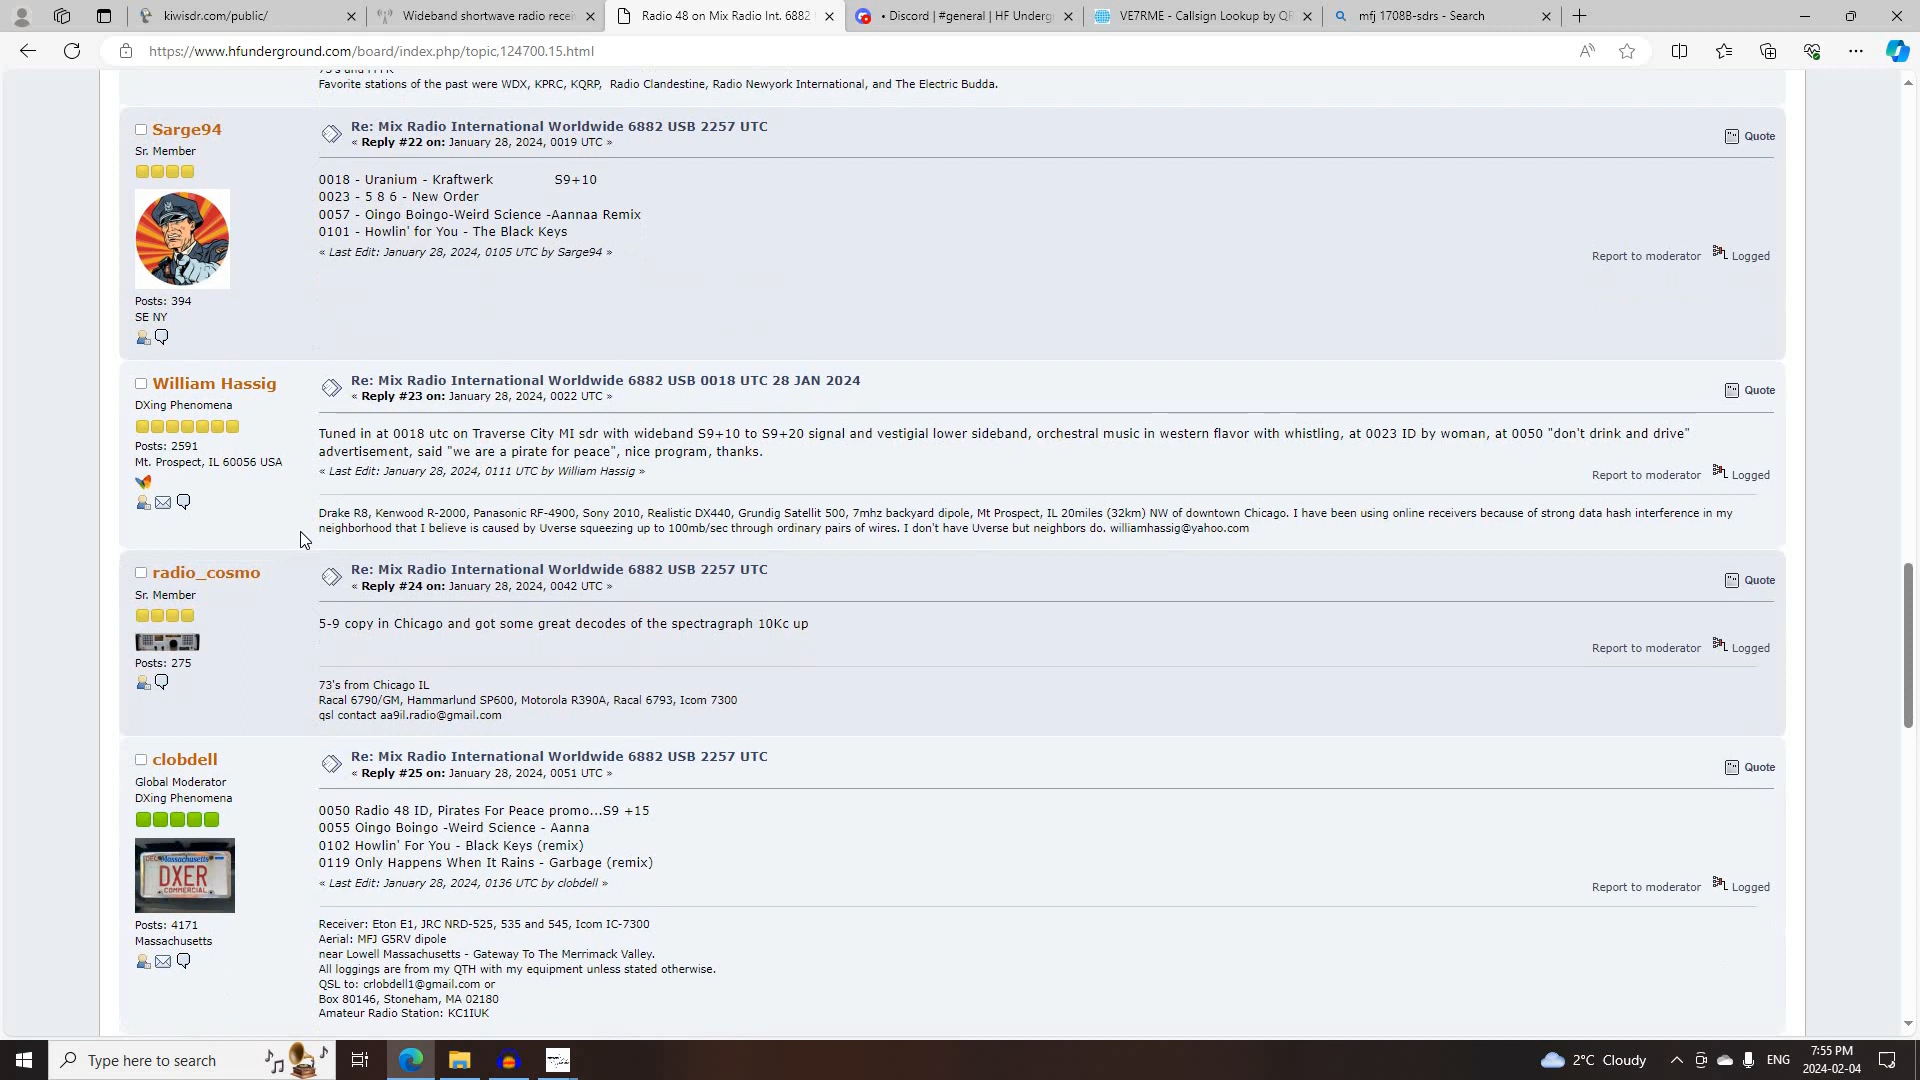 kiwisdr.com/public/
Wideband shortwave radio recei
Radio 48 on Mix Radio Int. 6882
• Discord | #general | HF Underg
VE7RME - Callsign Lookup by QR
mfj 1708B-sdrs - Search
https://www.hfunderground.com/board/index.php/topic,124700.15.html
Favorite stations of the past were WDX, KPRC, KQRP, Radio Clandestine, Radio Newyork International, and The Electric Budda.
Sarge94
Sr. Member
Posts: 394
SE NY
Re: Mix Radio International Worldwide 6882 USB 2257 UTC
« Reply #22 on: January 28, 2024, 0019 UTC »
Quote
0018 - Uranium - Kraftwerk S9+10
0023 - 5 8 6 - New Order
0057 - Oingo Boingo-Weird Science -Aannaa Remix
0101 - Howlin' for You - The Black Keys
« Last Edit: January 28, 2024, 0105 UTC by Sarge94 »
Report to moderator Logged
William Hassig
DXing Phenomena
Posts: 2591
Mt. Prospect, IL 60056 USA
Re: Mix Radio International Worldwide 6882 USB 0018 UTC 28 JAN 2024
« Reply #23 on: January 28, 2024, 0022 UTC »
Quote
Tuned in at 0018 utc on Traverse City MI sdr with wideband S9+10 to S9+20 signal and vestigial lower sideband, orchestral music in western flavor with whistling, at 0023 ID by woman, at 0050 "don't drink and drive"
advertisement, said "we are a pirate for peace", nice program, thanks.
« Last Edit: January 28, 2024, 0111 UTC by William Hassig »
Report to moderator Logged
Drake R8, Kenwood R-2000, Panasonic RF-4900, Sony 2010, Realistic DX440, Grundig Satellit 500, 7mhz backyard dipole, Mt Prospect, IL 20miles (32km) NW of downtown Chicago. I have been using online receivers because of strong data hash interference in my
neighborhood that I believe is caused by Uverse squeezing up to 100mb/sec through ordinary pairs of wires. I don't have Uverse but neighbors do. williamhassig@yahoo.com
radio_cosmo
Sr. Member
Posts: 275
Re: Mix Radio International Worldwide 6882 USB 2257 UTC
« Reply #24 on: January 28, 2024, 0042 UTC »
Quote
5-9 copy in Chicago and got some great decodes of the spectragraph 10Kc up
Report to moderator Logged
73's from Chicago IL
Racal 6790/GM, Hammarlund SP600, Motorola R390A, Racal 6793, Icom 7300
qsl contact aa9il.radio@gmail.com
clobdell
Global Moderator
DXing Phenomena
Massachusetts
DXER
COMMERCIAL
Posts: 4171
Massachusetts
Re: Mix Radio International Worldwide 6882 USB 2257 UTC
« Reply #25 on: January 28, 2024, 0051 UTC »
Quote
0050 Radio 48 ID, Pirates For Peace promo...S9 +15
0055 Oingo Boingo -Weird Science - Aanna
0102 Howlin' For You - Black Keys (remix)
0119 Only Happens When It Rains - Garbage (remix)
« Last Edit: January 28, 2024, 0136 UTC by clobdell »
Report to moderator Logged
Receiver: Eton E1, JRC NRD-525, 535 and 545, Icom IC-7300
Aerial: MFJ G5RV dipole
near Lowell Massachusetts - Gateway To The Merrimack Valley.
All loggings are from my QTH with my equipment unless stated otherwise.
QSL to: crlobdell1@gmail.com or
Box 80146, Stoneham, MA 02180
Amateur Radio Station: KC1IUK
Type here to search
2°C Cloudy
ENG
7:55 PM
2024-02-04